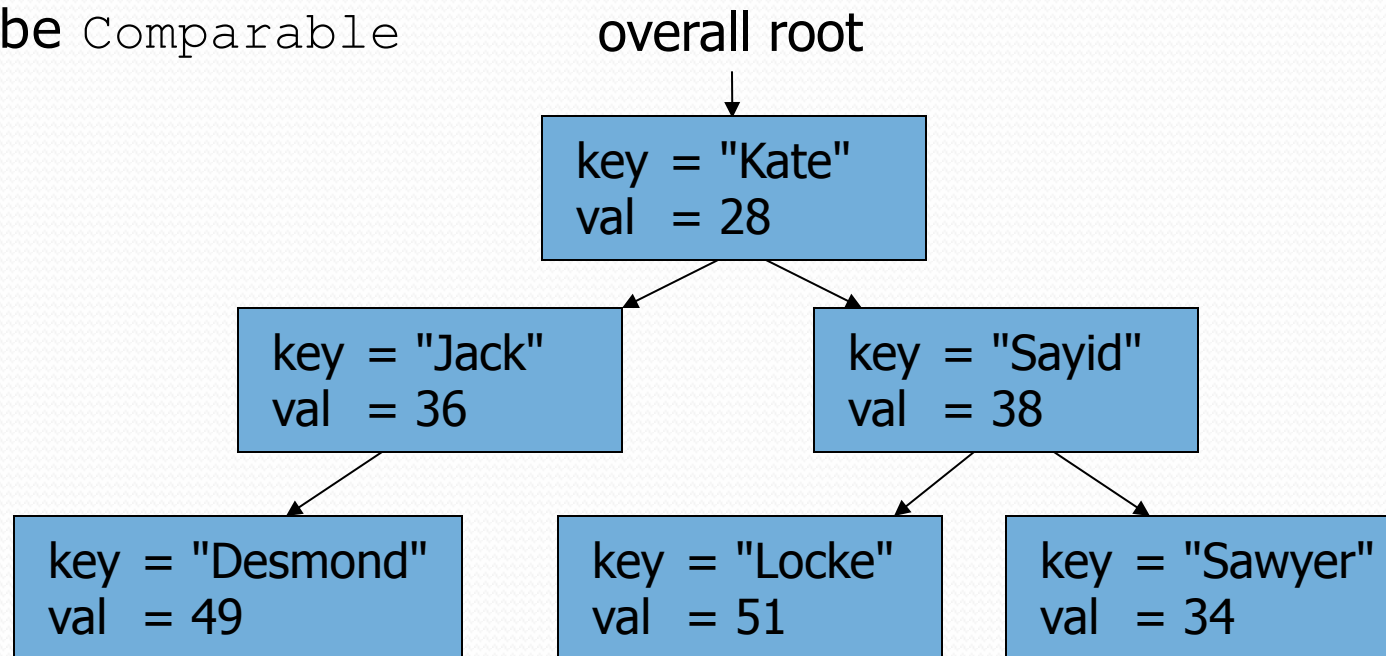 be Comparable
overall root
key = "Kate"
val = 28
key = "Jack"
val = 36
key = "Sayid"
val = 38
key = "Desmond"
val = 49
key = "Locke"
val = 51
key = "Sawyer"
val = 34